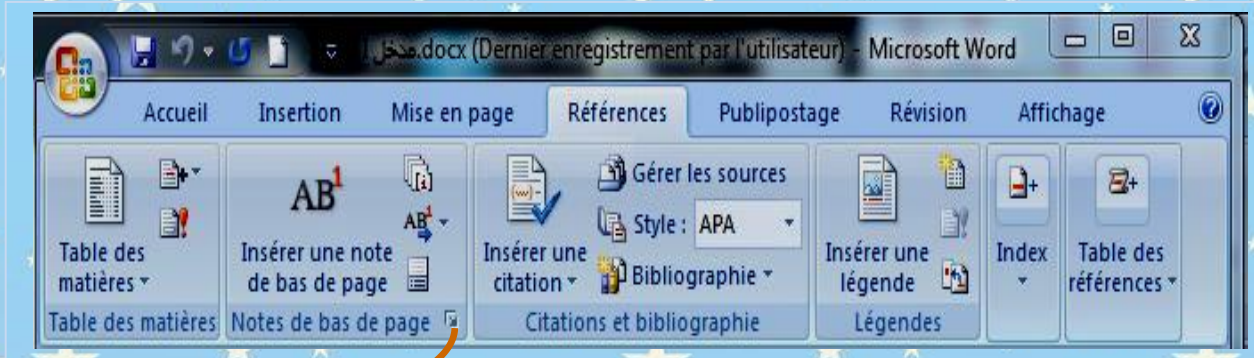 مدخل.docx (Dernier enregistrement par l'utilisateur) - Microsoft Word
Accueil Insertion Mise en page Références Publipostage Révision Affichage
Table des matières
AB¹
Insérer une note de bas de page
AB¹
Insérer une citation
Gérer les sources
Style : APA
Bibliographie
Insérer une légende
Index
Table des références
Table des matières Notes de bas de page Citations et bibliographie Légendes